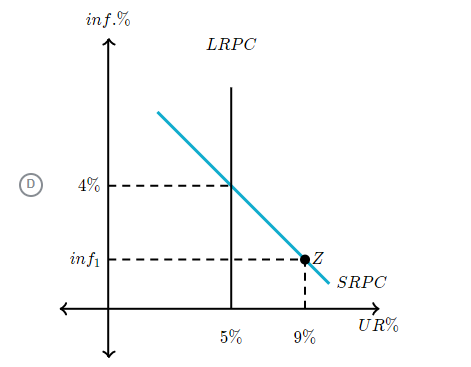 inf.%
LRPC
D
4%
inf₁
Z
SRPC
UR%
5%
9%